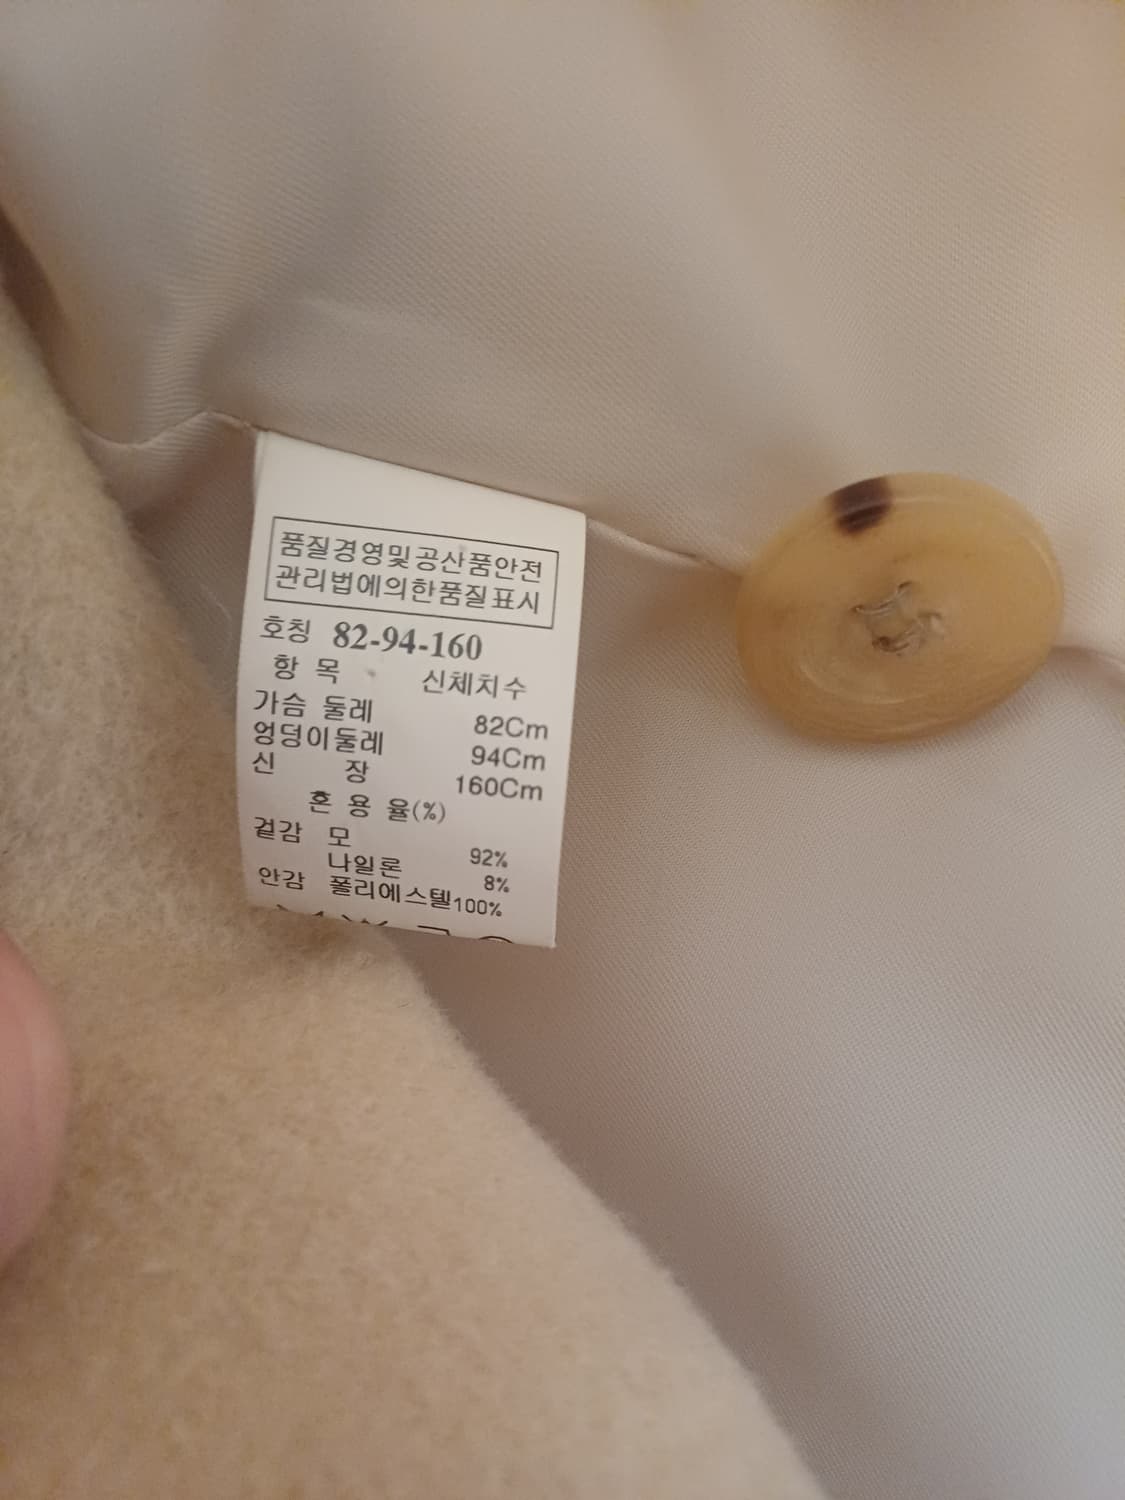 품질경영및공산품안전
관리법에의한품질표시
호칭 82-94-160
항 목 신체치수
가슴 둘레 82Cm
엉덩이둘레 94Cm
신 장 160Cm
혼 용 율(%)
겉감 모 92%
나일론 8%
안감 폴리에스텔100%